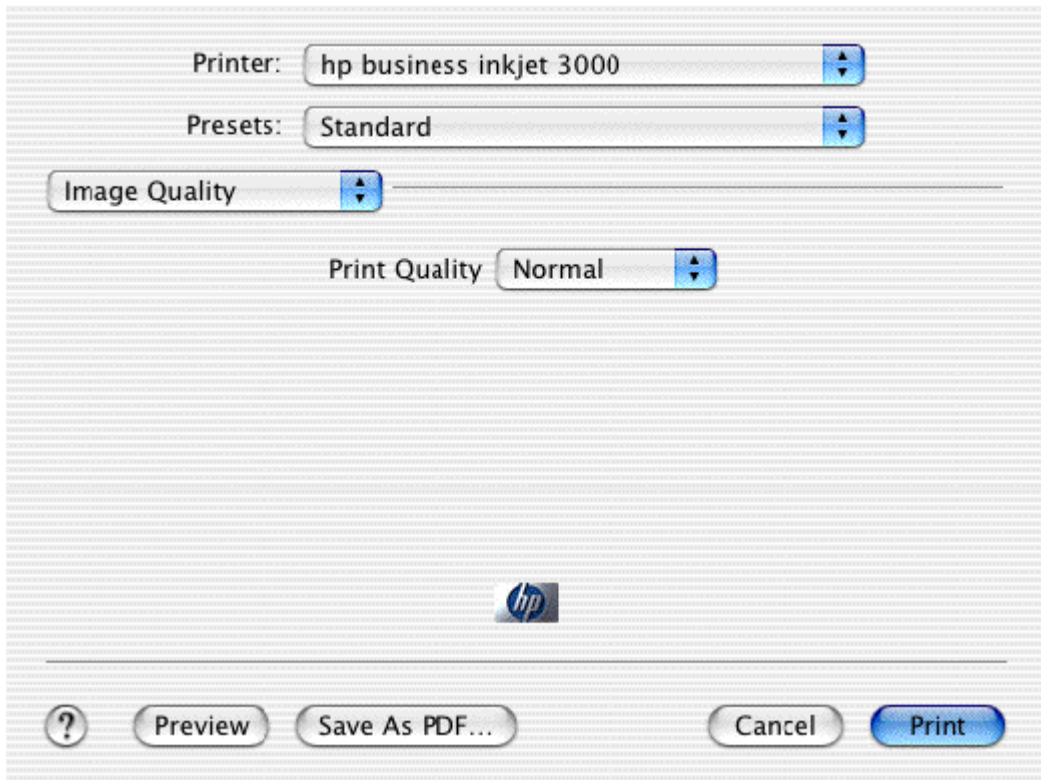 Printer: hp business inkjet 3000
Presets: Standard
Image Quality
Print Quality Normal
hp
? Preview Save As PDF... Cancel Print